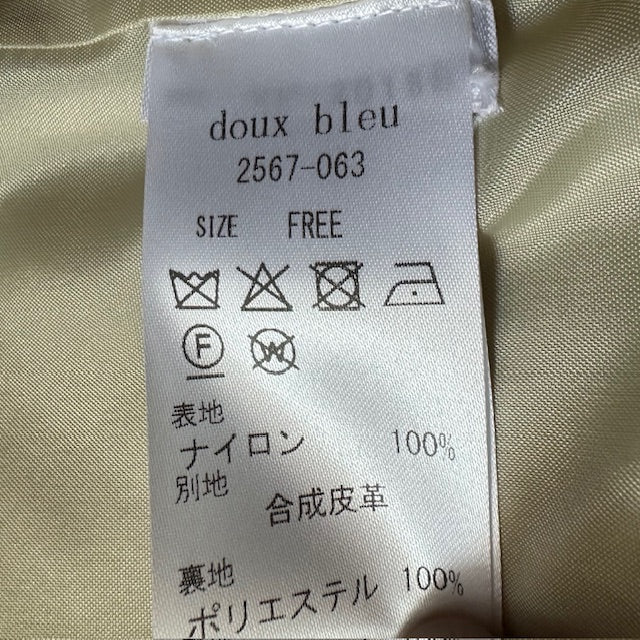 doux bleu
2567-063
SIZE FREE
F W
表地
ナイロン 100%
別地
合成皮革
裏地
ポリエステル 100%